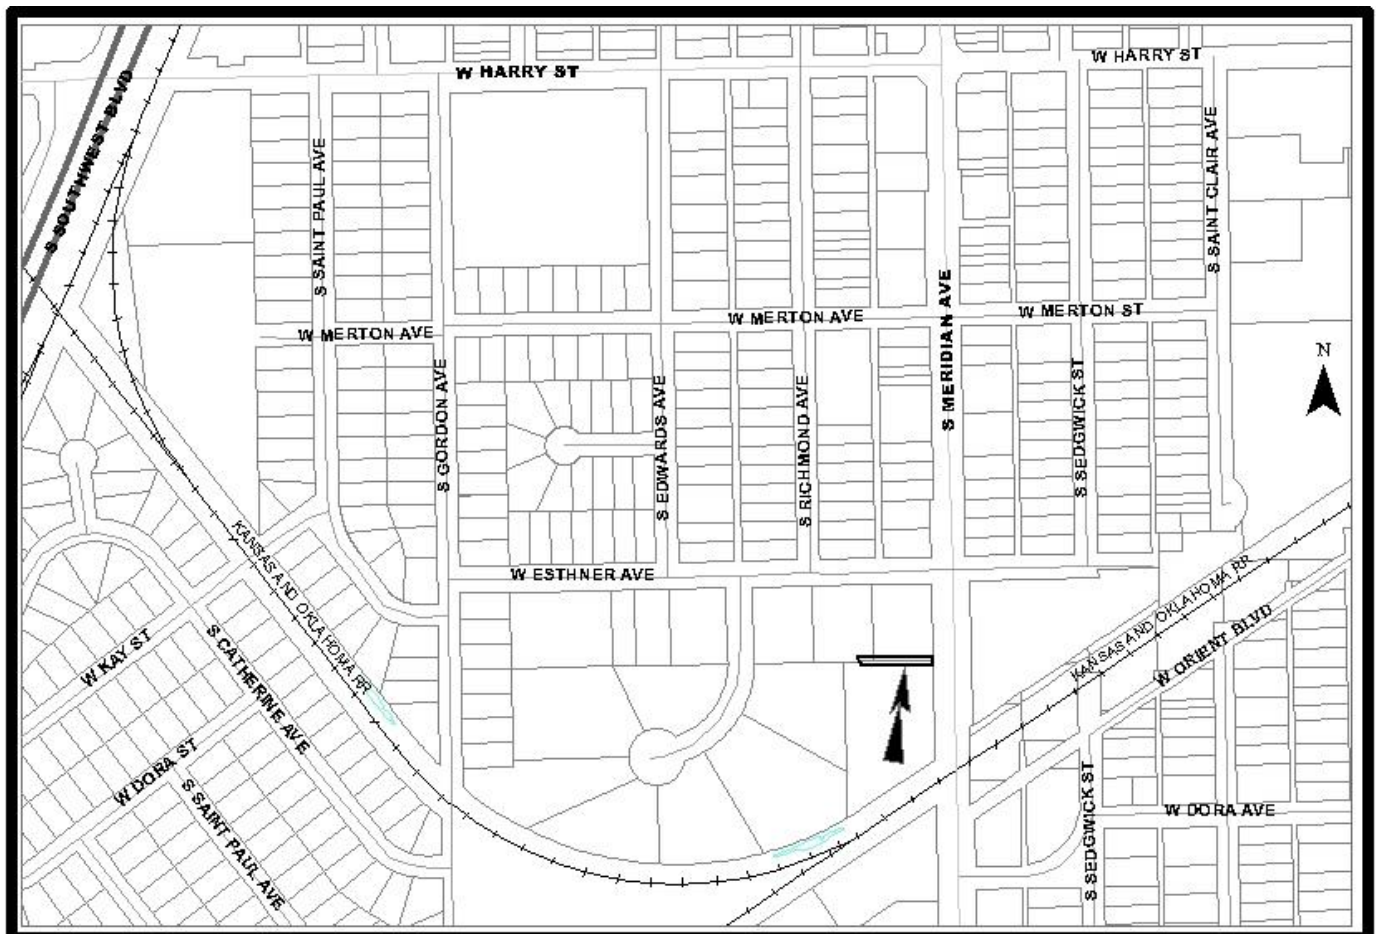 W HARRY ST
W HARRY ST
S SOUTHWEST BLVD
S SAINT PAUL AVE
S SAINT CLAIR AVE
W MERTON AVE
W MERTON AVE
W MERTON ST
S MERIDIAN AVE
N
S GORDON AVE
S EDWARDS AVE
S RICHMOND AVE
S SEDGWICK ST
W ESTHNER AVE
KANSAS AND OKLAHOMA RR
KANSAS AND OKLAHOMA RR
W ORIENT BLVD
W KAY ST
S CATHERINE AVE
W DORA ST
S SAINT PAUL AVE
S SEDGWICK ST
W DORA AVE